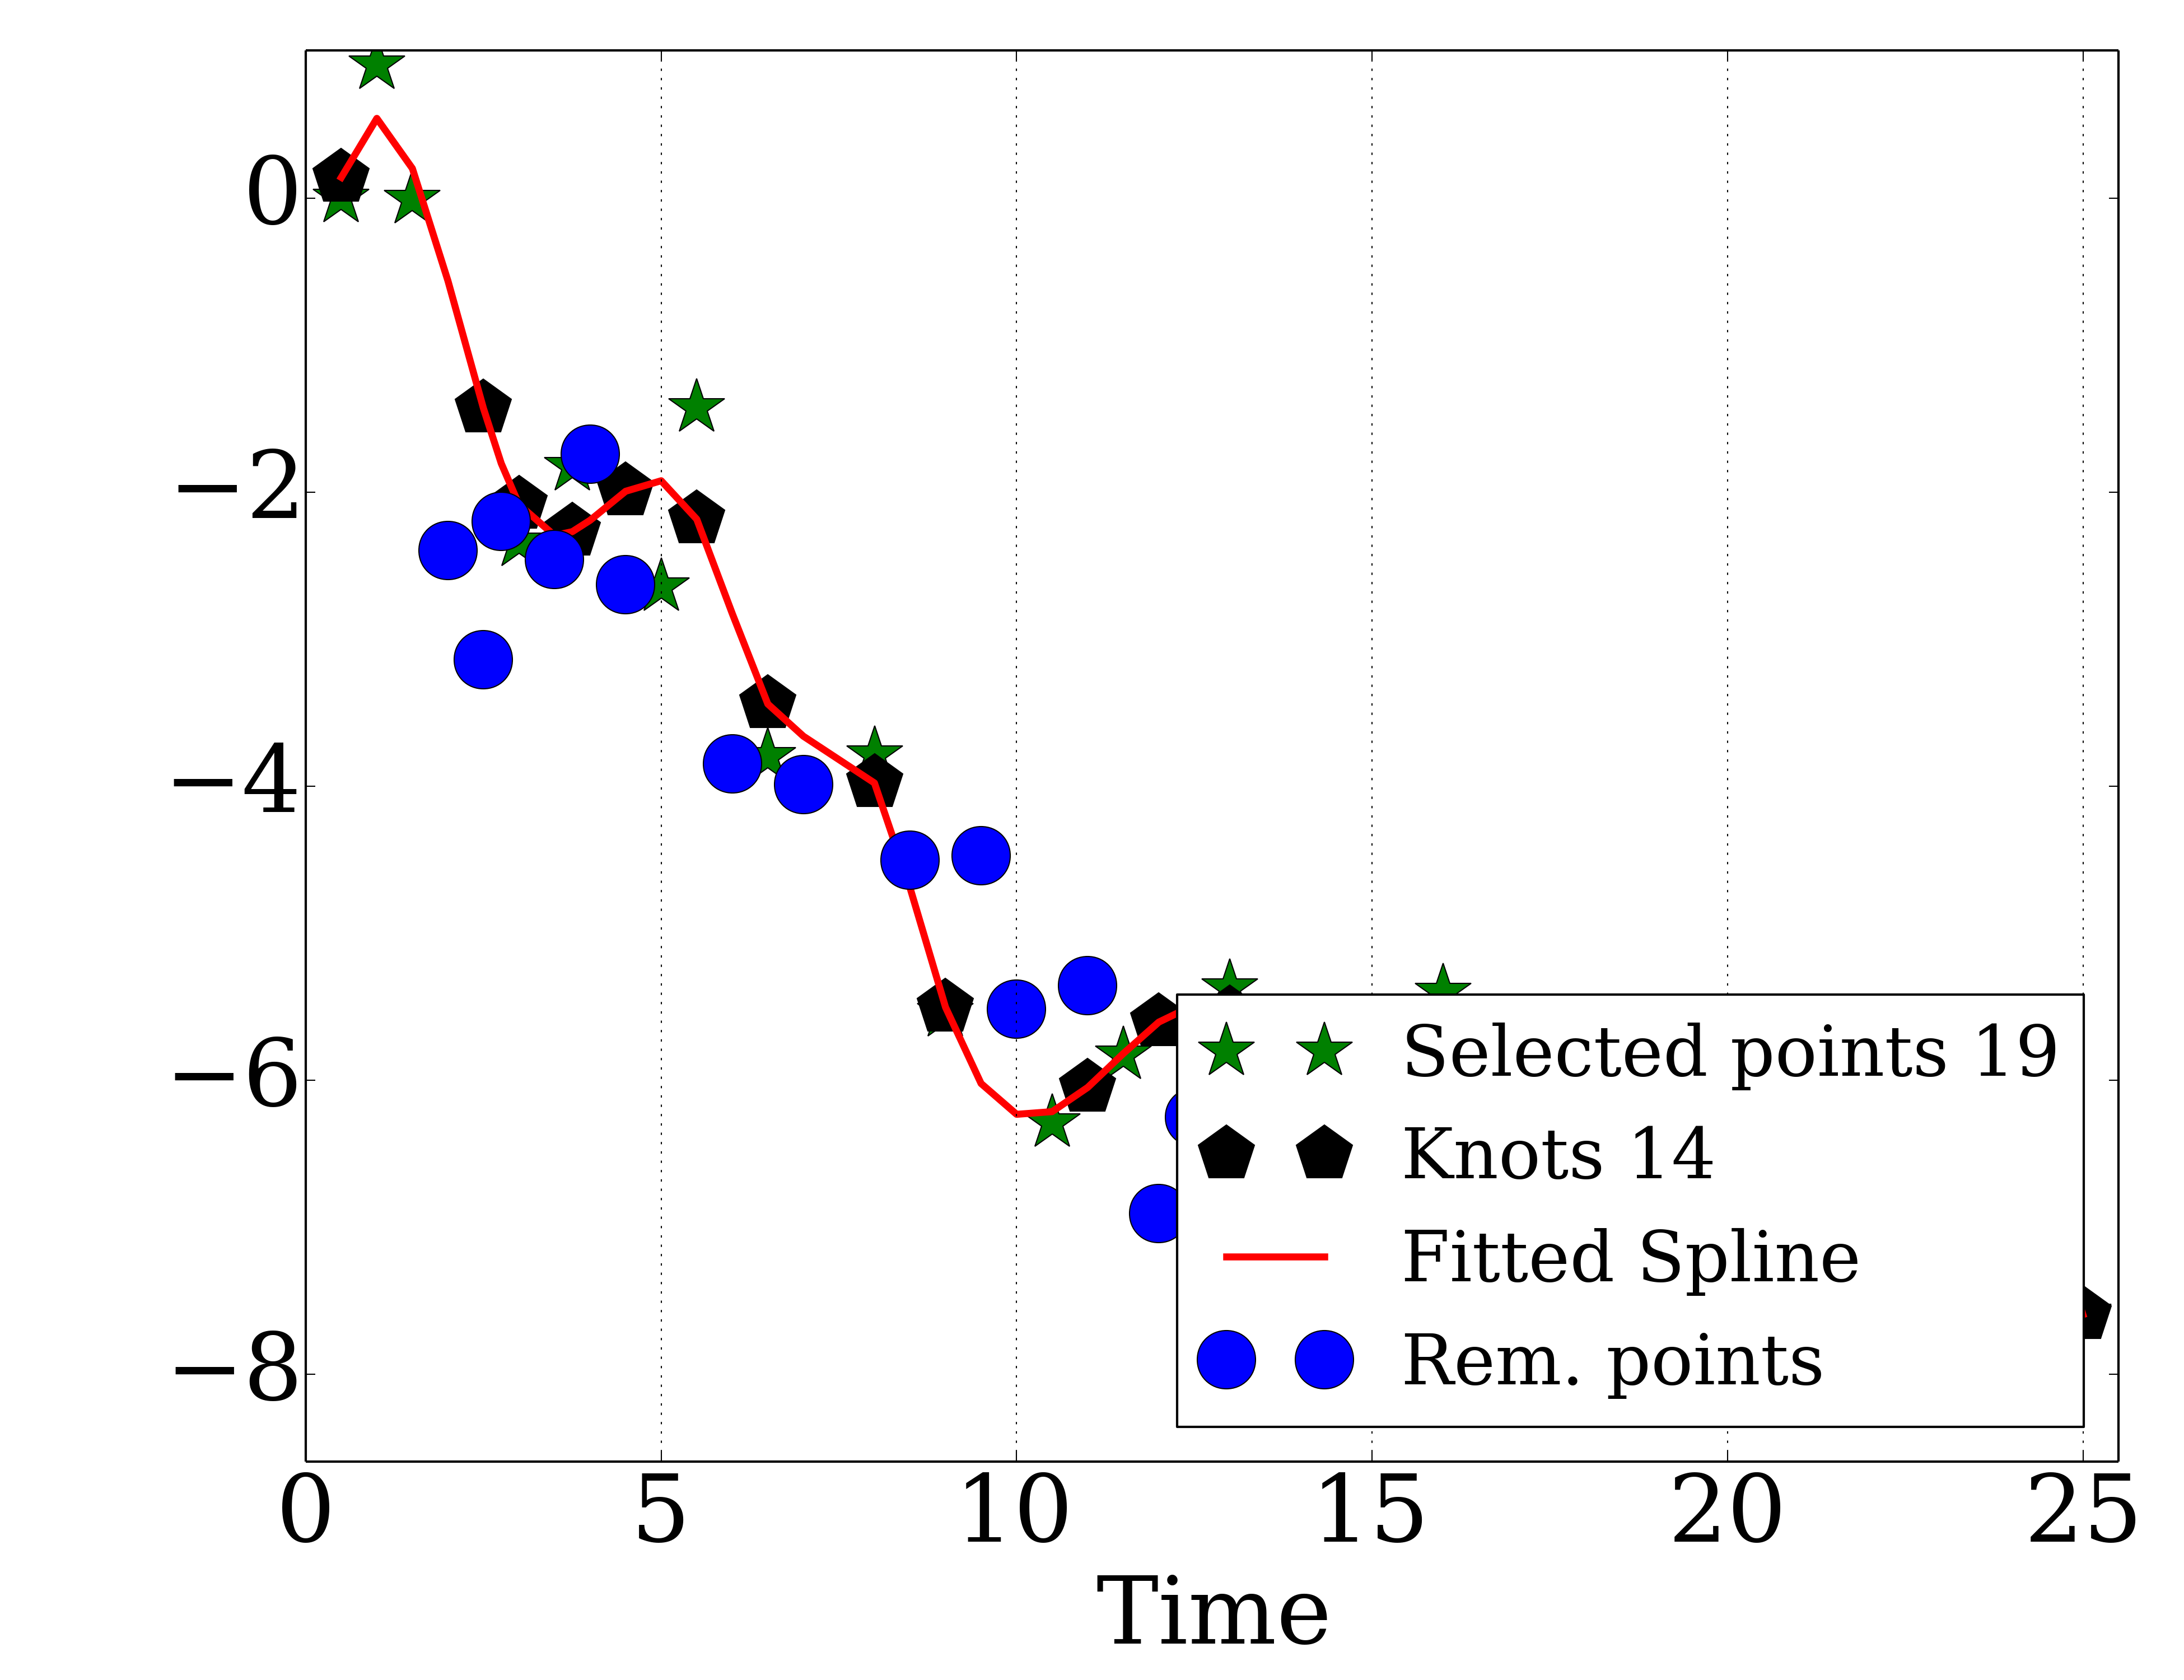 0
−2
−4
−6
−8
Selected points 19
Knots 14
Fitted Spline
Rem. points
0 5 10 15 20 25
Time